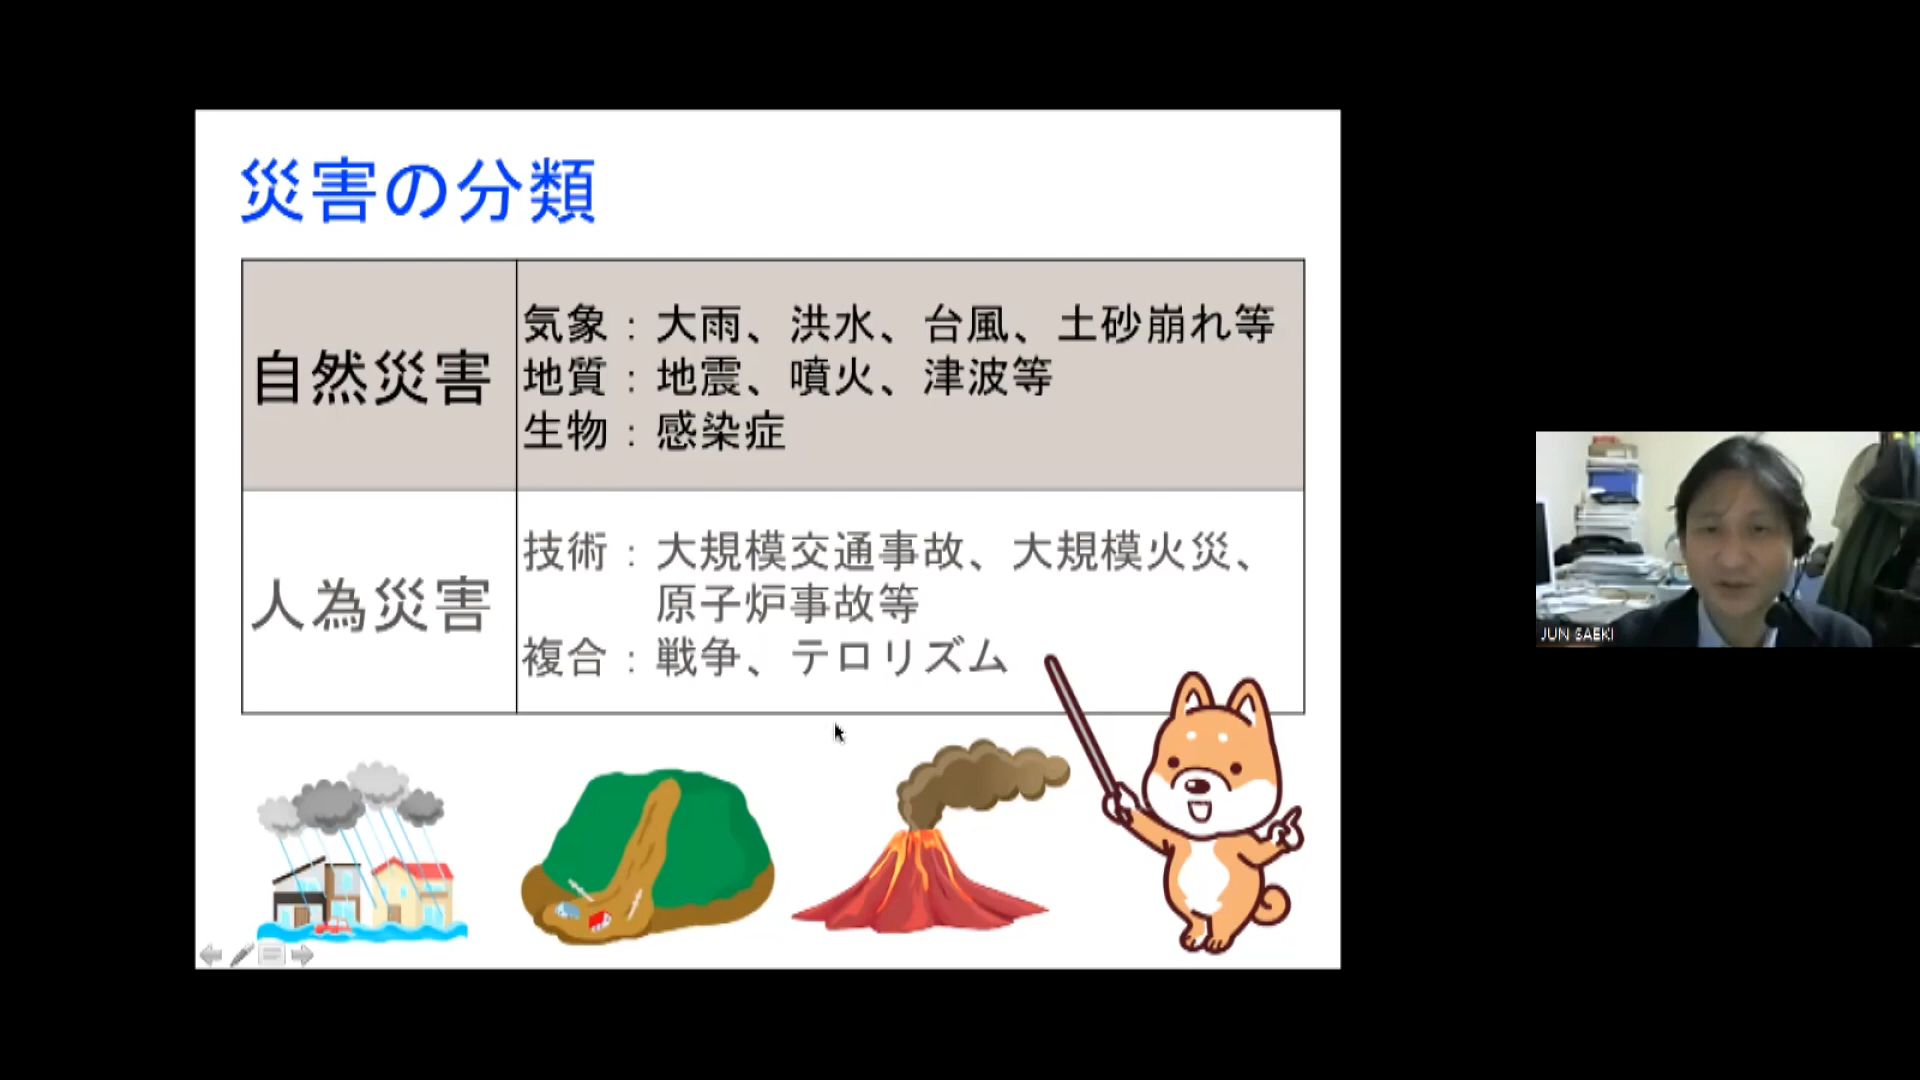 災害の分類
自然災害
気象：大雨、洪水、台風、土砂崩れ等
地質：地震、噴火、津波等
生物：感染症
人為災害
技術：大規模交通事故、大規模火災、
原子炉事故等
複合：戦争、テロリズム
JUN SAEKI